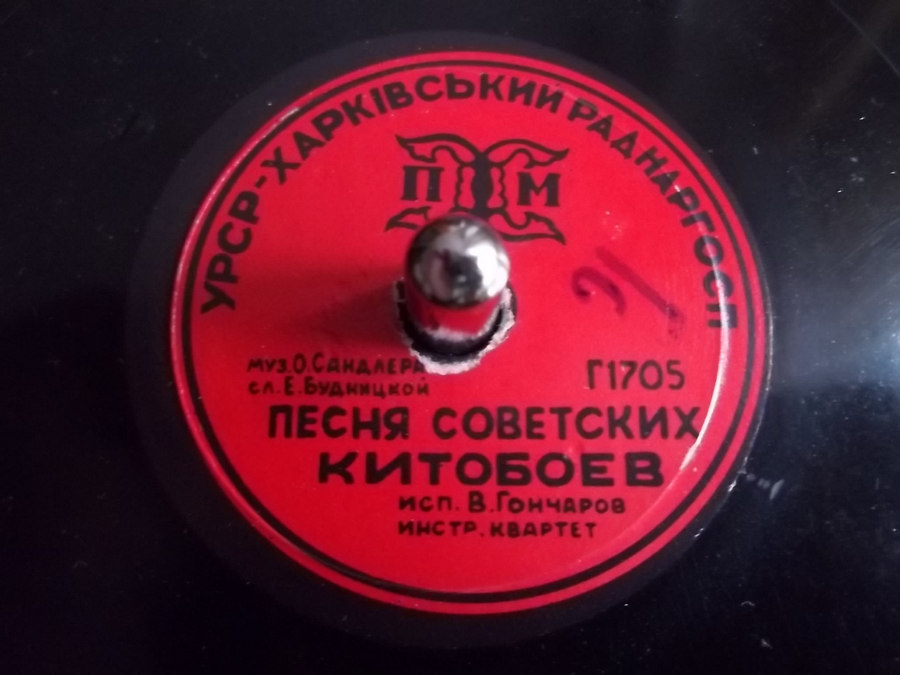 УРСР-ХАРКІВСЬКИЙ РАДНАРГОСП
П М
муз. О. Сандлера
сл. Е. Будницкой
Г1705
ПЕСНЯ СОВЕТСКИХ
КИТОБОЕВ
исп. В. Гончаров
инстр. квартет